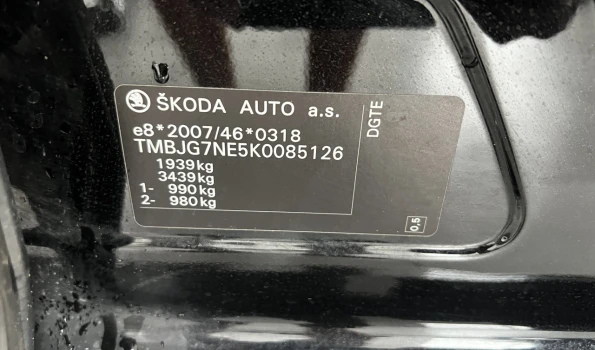 ŠKODA AUTO a.s.
e8*2007/46*0318
TMBJG7NE5K0085126
1939kg
3439kg
1- 990kg
2- 980kg
DGTE
0,5